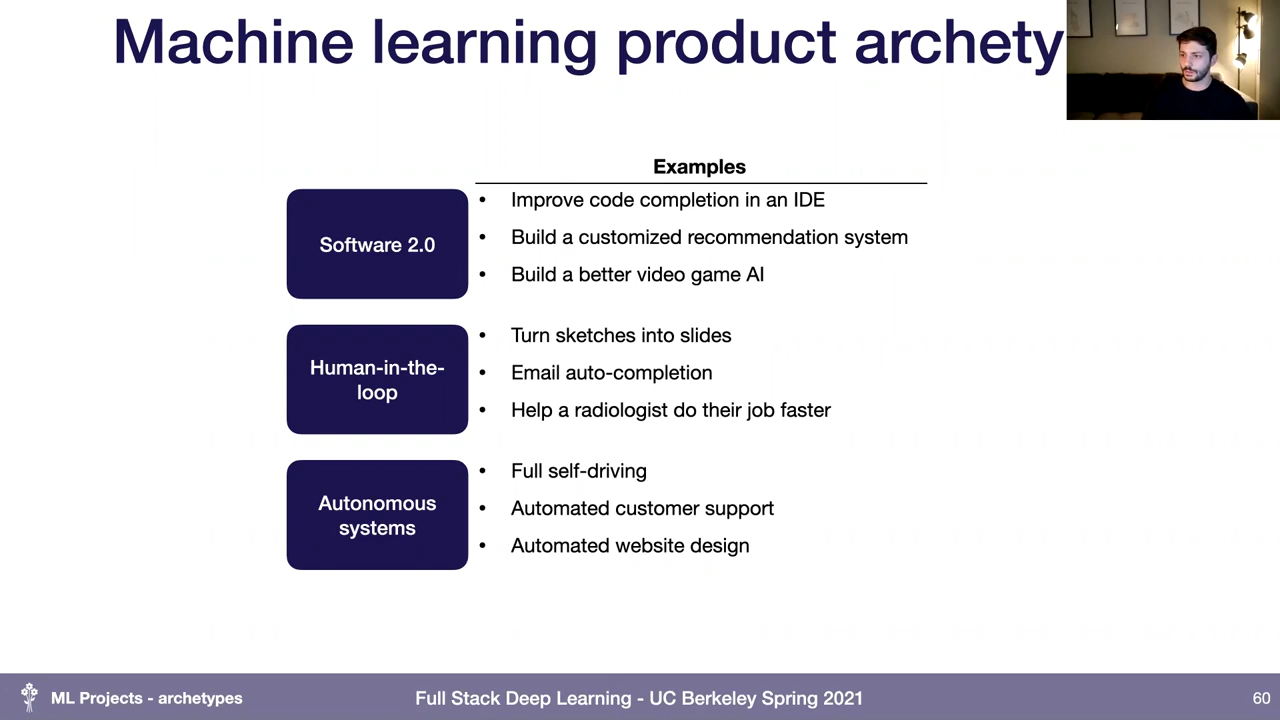 Machine learning product archety
Examples
Software 2.0
• Improve code completion in an IDE
• Build a customized recommendation system
• Build a better video game AI
Human-in-the-
loop
• Turn sketches into slides
• Email auto-completion
• Help a radiologist do their job faster
Autonomous
systems
• Full self-driving
• Automated customer support
• Automated website design
ML Projects - archetypes
Full Stack Deep Learning - UC Berkeley Spring 2021
60